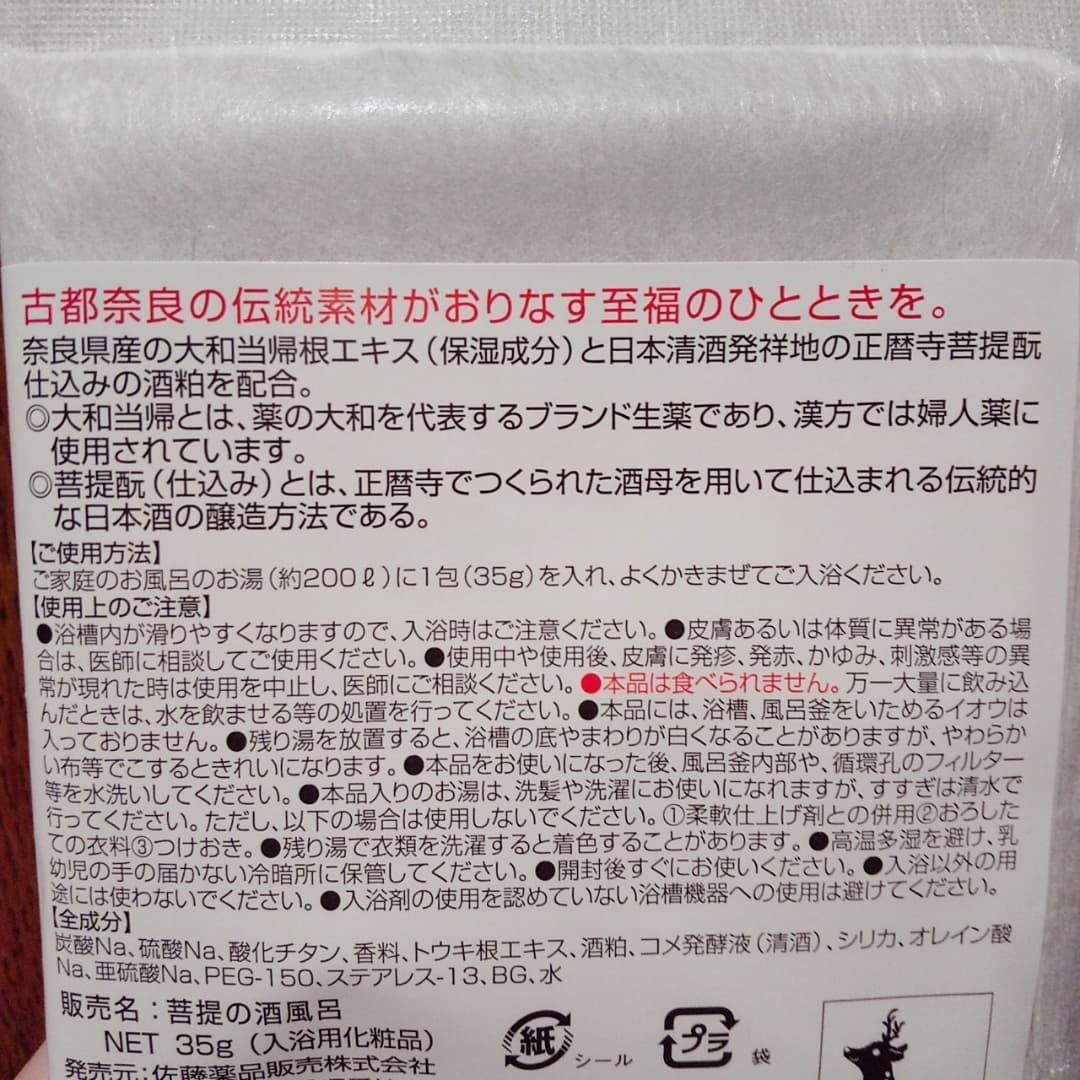 古都奈良の伝統素材がおりなす至福のひとときを。
奈良県産の大和当帰根エキス(保湿成分)と日本清酒発祥地の正暦寺菩提酛
仕込みの酒粕を配合。
◎大和当帰とは、薬の大和を代表するブランド生薬であり、漢方では婦人薬に
使用されています。
◎菩提酛(仕込み)とは、正暦寺でつくられた酒母を用いて仕込まれる伝統的
な日本酒の醸造方法である。
【ご使用方法】
ご家庭のお風呂のお湯(約200ℓ)に1包(35g)を入れ、よくかきまぜてご入浴ください。
【使用上のご注意】
●浴槽内が滑りやすくなりますので、入浴時はご注意ください。●皮膚あるいは体質に異常がある場
合は、医師に相談してご使用ください。●使用中や使用後、皮膚に発疹、発赤、かゆみ、刺激感等の異
常が現れた時は使用を中止し、医師にご相談ください。●本品は食べられません。万一大量に飲み込
んだときは、水を飲ませる等の処置を行ってください。●本品には、浴槽、風呂釜をいためるイオウは
入っておりません。●残り湯を放置すると、浴槽の底やまわりが白くなることがありますが、やわらか
い布等でこするときれいになります。●本品をお使いになった後、風呂釜内部や、循環孔のフィルター
等を水洗いしてください。●本品入りのお湯は、洗髪や洗濯にお使いになれますが、すすぎは清水で
行ってください。ただし、以下の場合は使用しないでください。①柔軟仕上げ剤との併用②おろした
ての衣料③つけおき。●残り湯で衣類を洗濯すると着色することがあります。●高温多湿を避け、乳
幼児の手の届かない冷暗所に保管してください。●開封後すぐにお使いください。●入浴以外の用
途には使わないでください。●入浴剤の使用を認めていない浴槽機器への使用は避けてください。
【全成分】
炭酸Na、硫酸Na、酸化チタン、香料、トウキ根エキス、酒粕、コメ発酵液(清酒)、シリカ、オレイン酸
Na、亜硫酸Na、PEG-150、ステアレス-13、BG、水
販売名:菩提の酒風呂
NET 35g (入浴用化粧品)
発売元:佐藤薬品販売株式会社
紙 シール
プラ 袋